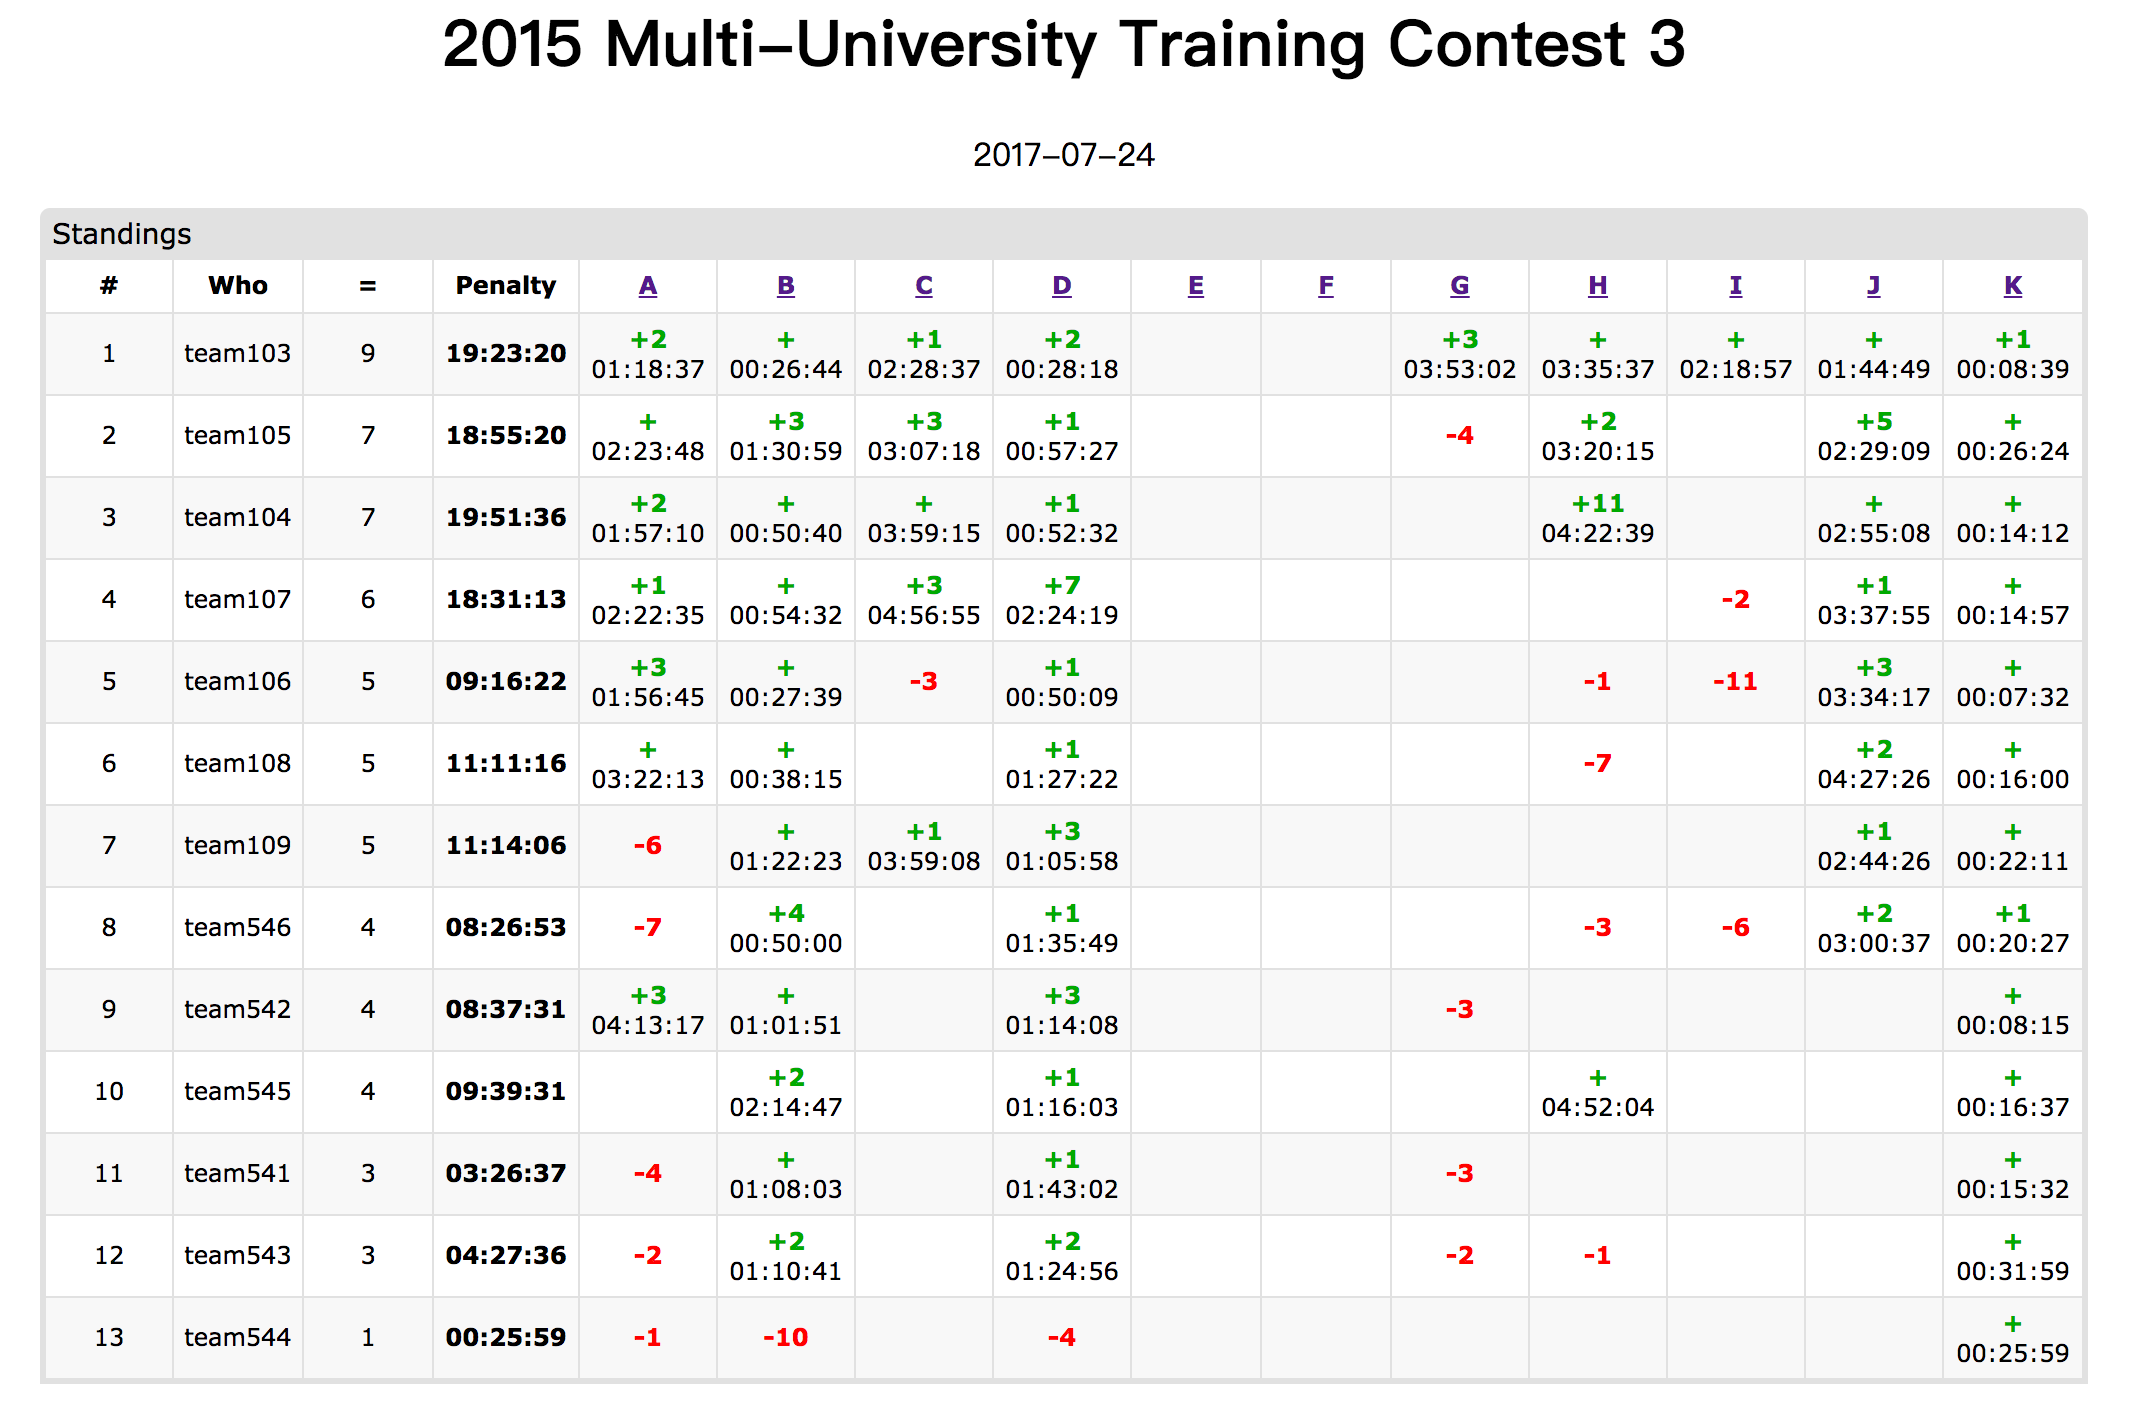 2015 Multi-University Training Contest 3
2017-07-24
Standings
# Who = Penalty A B C D E F G H I J K
1 team103 9 19:23:20 +2 01:18:37 + 00:26:44 +1 02:28:37 +2 00:28:18 +3 03:53:02 + 03:35:37 + 02:18:57 + 01:44:49 +1 00:08:39
2 team105 7 18:55:20 + 02:23:48 +3 01:30:59 +3 03:07:18 +1 00:57:27 -4 +2 03:20:15 +5 02:29:09 + 00:26:24
3 team104 7 19:51:36 +2 01:57:10 + 00:50:40 + 03:59:15 +1 00:52:32 +11 04:22:39 + 02:55:08 + 00:14:12
4 team107 6 18:31:13 +1 02:22:35 + 00:54:32 +3 04:56:55 +7 02:24:19 -2 +1 03:37:55 + 00:14:57
5 team106 5 09:16:22 +3 01:56:45 + 00:27:39 -3 +1 00:50:09 -1 -11 +3 03:34:17 + 00:07:32
6 team108 5 11:11:16 + 03:22:13 + 00:38:15 +1 01:27:22 -7 +2 04:27:26 + 00:16:00
7 team109 5 11:14:06 -6 + 01:22:23 +1 03:59:08 +3 01:05:58 +1 02:44:26 + 00:22:11
8 team546 4 08:26:53 -7 +4 00:50:00 +1 01:35:49 -3 -6 +2 03:00:37 +1 00:20:27
9 team542 4 08:37:31 +3 04:13:17 + 01:01:51 +3 01:14:08 -3 + 00:08:15
10 team545 4 09:39:31 +2 02:14:47 +1 01:16:03 + 04:52:04 + 00:16:37
11 team541 3 03:26:37 -4 + 01:08:03 +1 01:43:02 -3 + 00:15:32
12 team543 3 04:27:36 -2 +2 01:10:41 +2 01:24:56 -2 -1 + 00:31:59
13 team544 1 00:25:59 -1 -10 -4 + 00:25:59